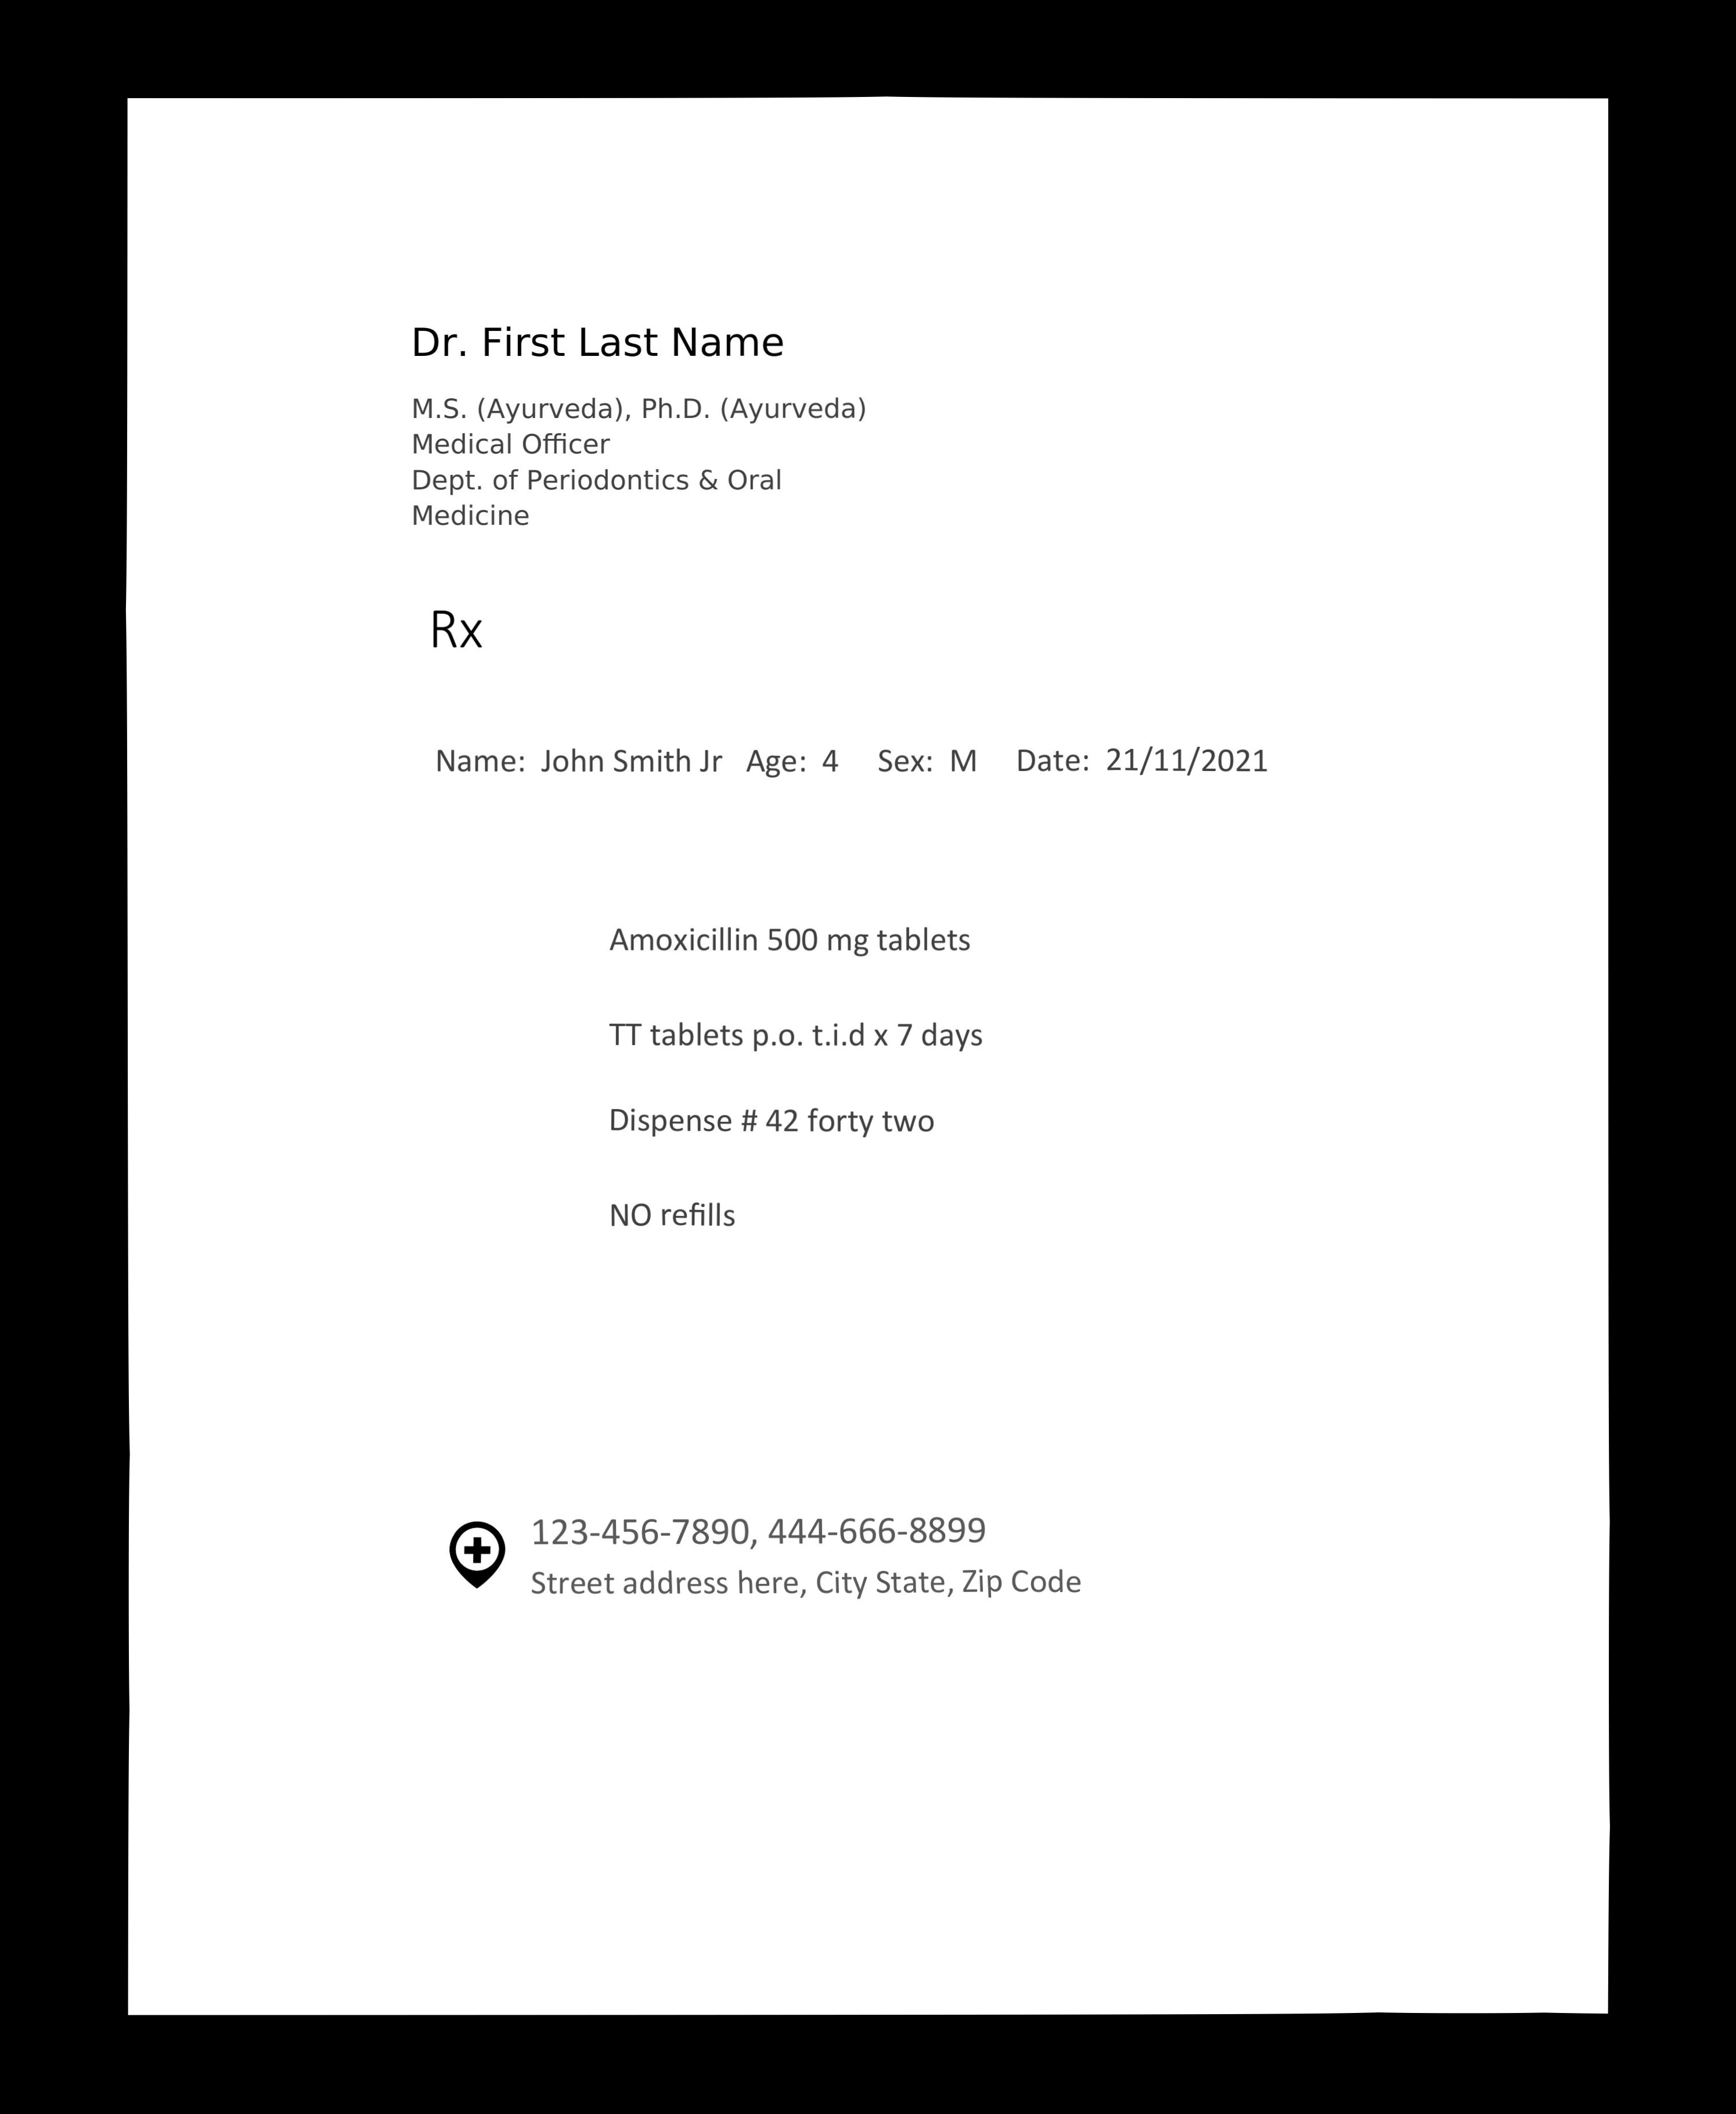 Dr. First Last Name
M.S. (Ayurveda), Ph.D. (Ayurveda)
Medical Officer
Dept. of Periodontics & Oral
Medicine
Rx
Name: John Smith Jr Age: 4 Sex: M Date: 21/11/2021
Amoxicillin 500 mg tablets
TT tablets p.o. t.i.d x 7 days
Dispense # 42 forty two
NO refills
123-456-7890, 444-666-8899
Street address here, City State, Zip Code